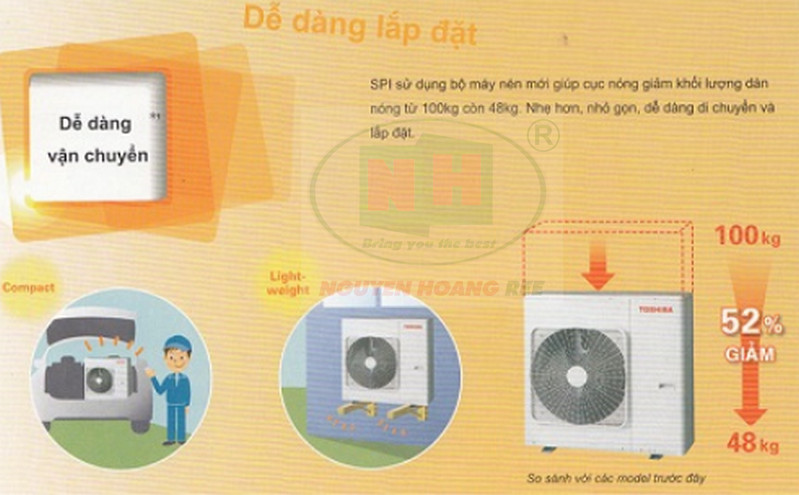 Dễ dàng lắp đặt
SPI sử dụng bộ máy nén mới giúp cục nóng giảm khối lượng dàn
nóng từ 100kg còn 48kg. Nhẹ hơn, nhỏ gọn, dễ dàng di chuyển và
lắp đặt.
Dễ dàng *1
vận chuyển
®
NH
Bring you the best
NGUYEN HOANG RTE
Compact
Light-
weight
TOSHIBA
TOSHIBA
100kg
52%
GIẢM
48kg
So sánh với các model trước đây